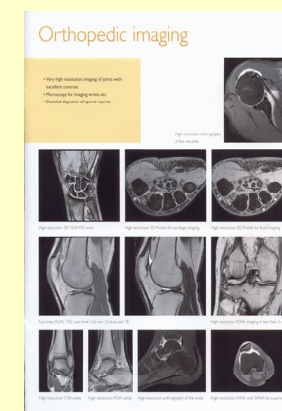 Orthopedic imaging
• Very high resolution imaging of joints with
excellent contrast
• Microscopy for imaging wrists etc
• Detailed depiction of sports injuries
High resolution arthrography
of the shoulder
High resolution 3D T2W FFE wrist
High resolution 3D ProSet for cartilage imaging
High resolution 3D ProSet for fluid imaging
High resolution PDW imaging in less than
High resolution T1W ankle
High resolution PDW ankle
High resolution arthrography of the ankle
High resolution PDW with SPAIR fat